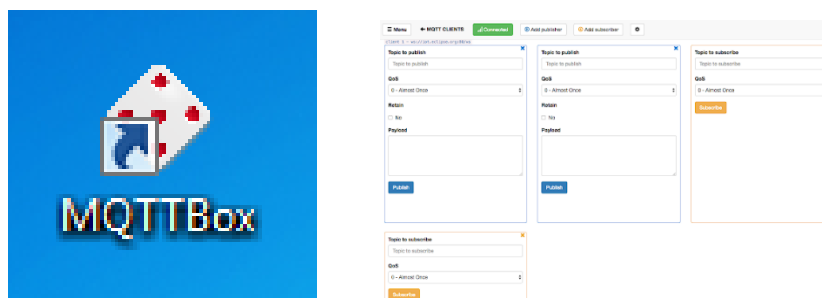 MQTTBox
Menu MQTT CLIENTS Connected Add publisher Add subscriber
Topic to publish
Topic to publish
QoS
0 - Almost Once
Retain
No
Payload
Publish
Topic to publish
Topic to publish
QoS
0 - Almost Once
Retain
No
Payload
Publish
Topic to subscribe
Topic to subscribe
QoS
0 - Almost Once
Subscribe
Topic to subscribe
Topic to subscribe
QoS
0 - Almost Once
Subscribe